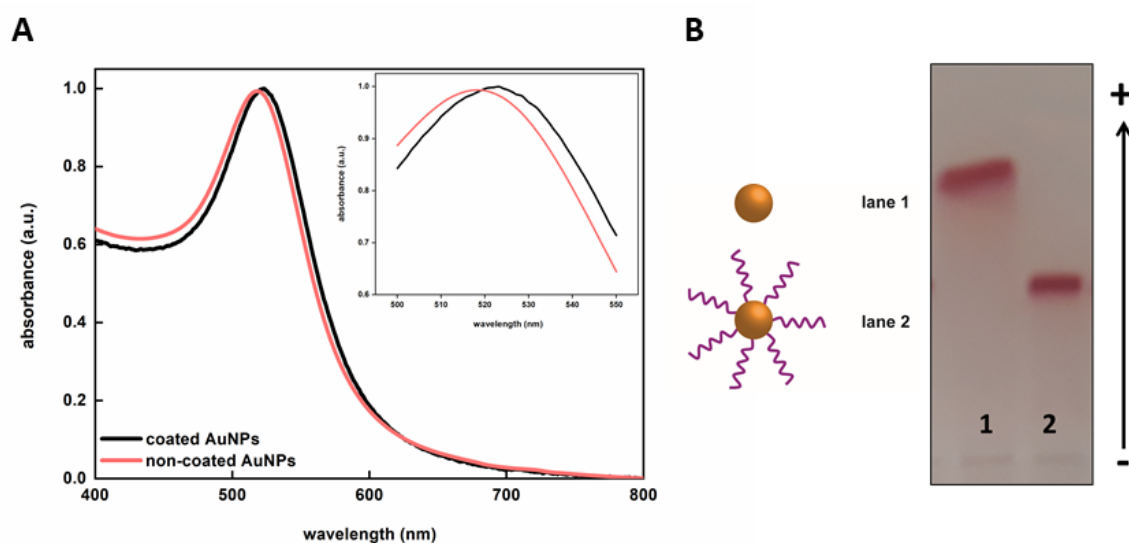 A
B
1.0
0.8
0.6
0.4
0.2
0.0
absorbance (a.u.)
400
500
600
700
800
wavelength (nm)
coated AuNPs
non-coated AuNPs
1.0
0.9
0.8
0.7
0.6
absorbance (a.u.)
500
510
520
530
540
550
wavelength (nm)
lane 1
lane 2
1
2
+
-